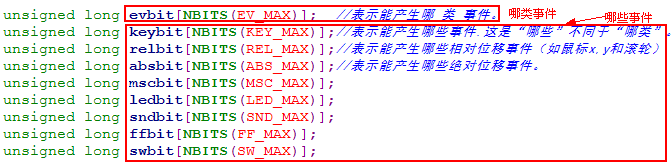 unsigned long evbit[NBITS(EV_MAX)]; //表示能产生哪 类 事件。 哪类事件 哪些事件
unsigned long keybit[NBITS(KEY_MAX)];//表示能产生哪些事件.这是“哪些”不同于“哪类”。
unsigned long relbit[NBITS(REL_MAX)];//表示能产生哪些相对位移事件（如鼠标x,y和滚轮）
unsigned long absbit[NBITS(ABS_MAX)];//表示能产生哪些绝对位移事件。
unsigned long mscbit[NBITS(MSC_MAX)];
unsigned long ledbit[NBITS(LED_MAX)];
unsigned long sndbit[NBITS(SND_MAX)];
unsigned long ffbit[NBITS(FF_MAX)];
unsigned long swbit[NBITS(SW_MAX)];